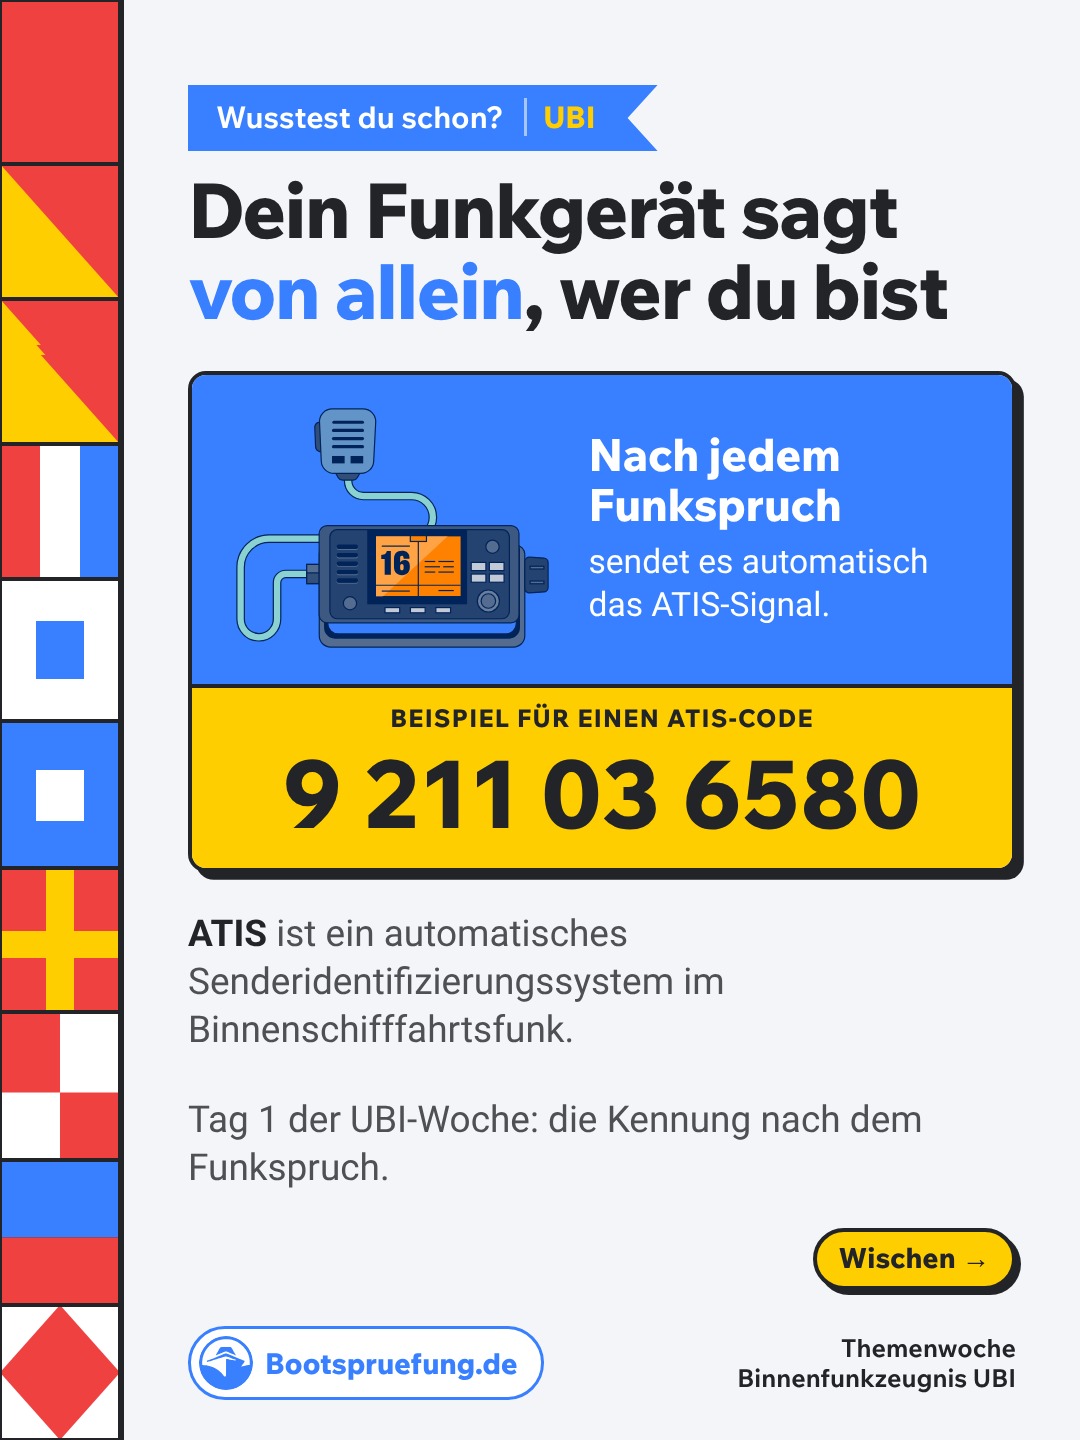 Wusstest du schon? | UBI
Dein Funkgerät sagt
von allein, wer du bist
16
Nach jedem
Funkspruch
sendet es automatisch
das ATIS-Signal.
BEISPIEL FÜR EINEN ATIS-CODE
9 211 03 6580
ATIS ist ein automatisches
Senderidentifizierungssystem im
Binnenschifffahrtsfunk.
Tag 1 der UBI-Woche: die Kennung nach dem
Funkspruch.
Wischen →
Bootspruefung.de
Themenwoche
Binnenfunkzeugnis UBI